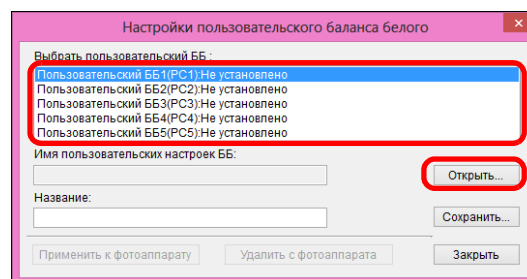 Настройки пользовательского баланса белого
Выбрать пользовательский ББ :
Пользовательский ББ1(PC1):Не установлено
Пользовательский ББ2(PC2):Не установлено
Пользовательский ББ3(PC3):Не установлено
Пользовательский ББ4(PC4):Не установлено
Пользовательский ББ5(PC5):Не установлено
Имя пользовательских настроек ББ:
Открыть...
Название:
Сохранить...
Применить к фотоаппарату Удалить с фотоаппарата Закрыть